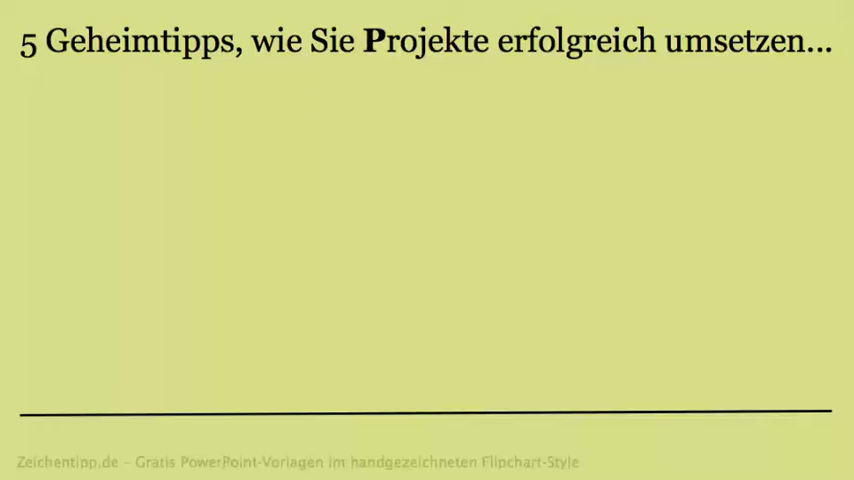 5 Geheimtipps, wie Sie Projekte erfolgreich umsetzen...
Zeichentipp.de – Gratis PowerPoint-Vorlagen im handgezeichneten Flipchart-Style